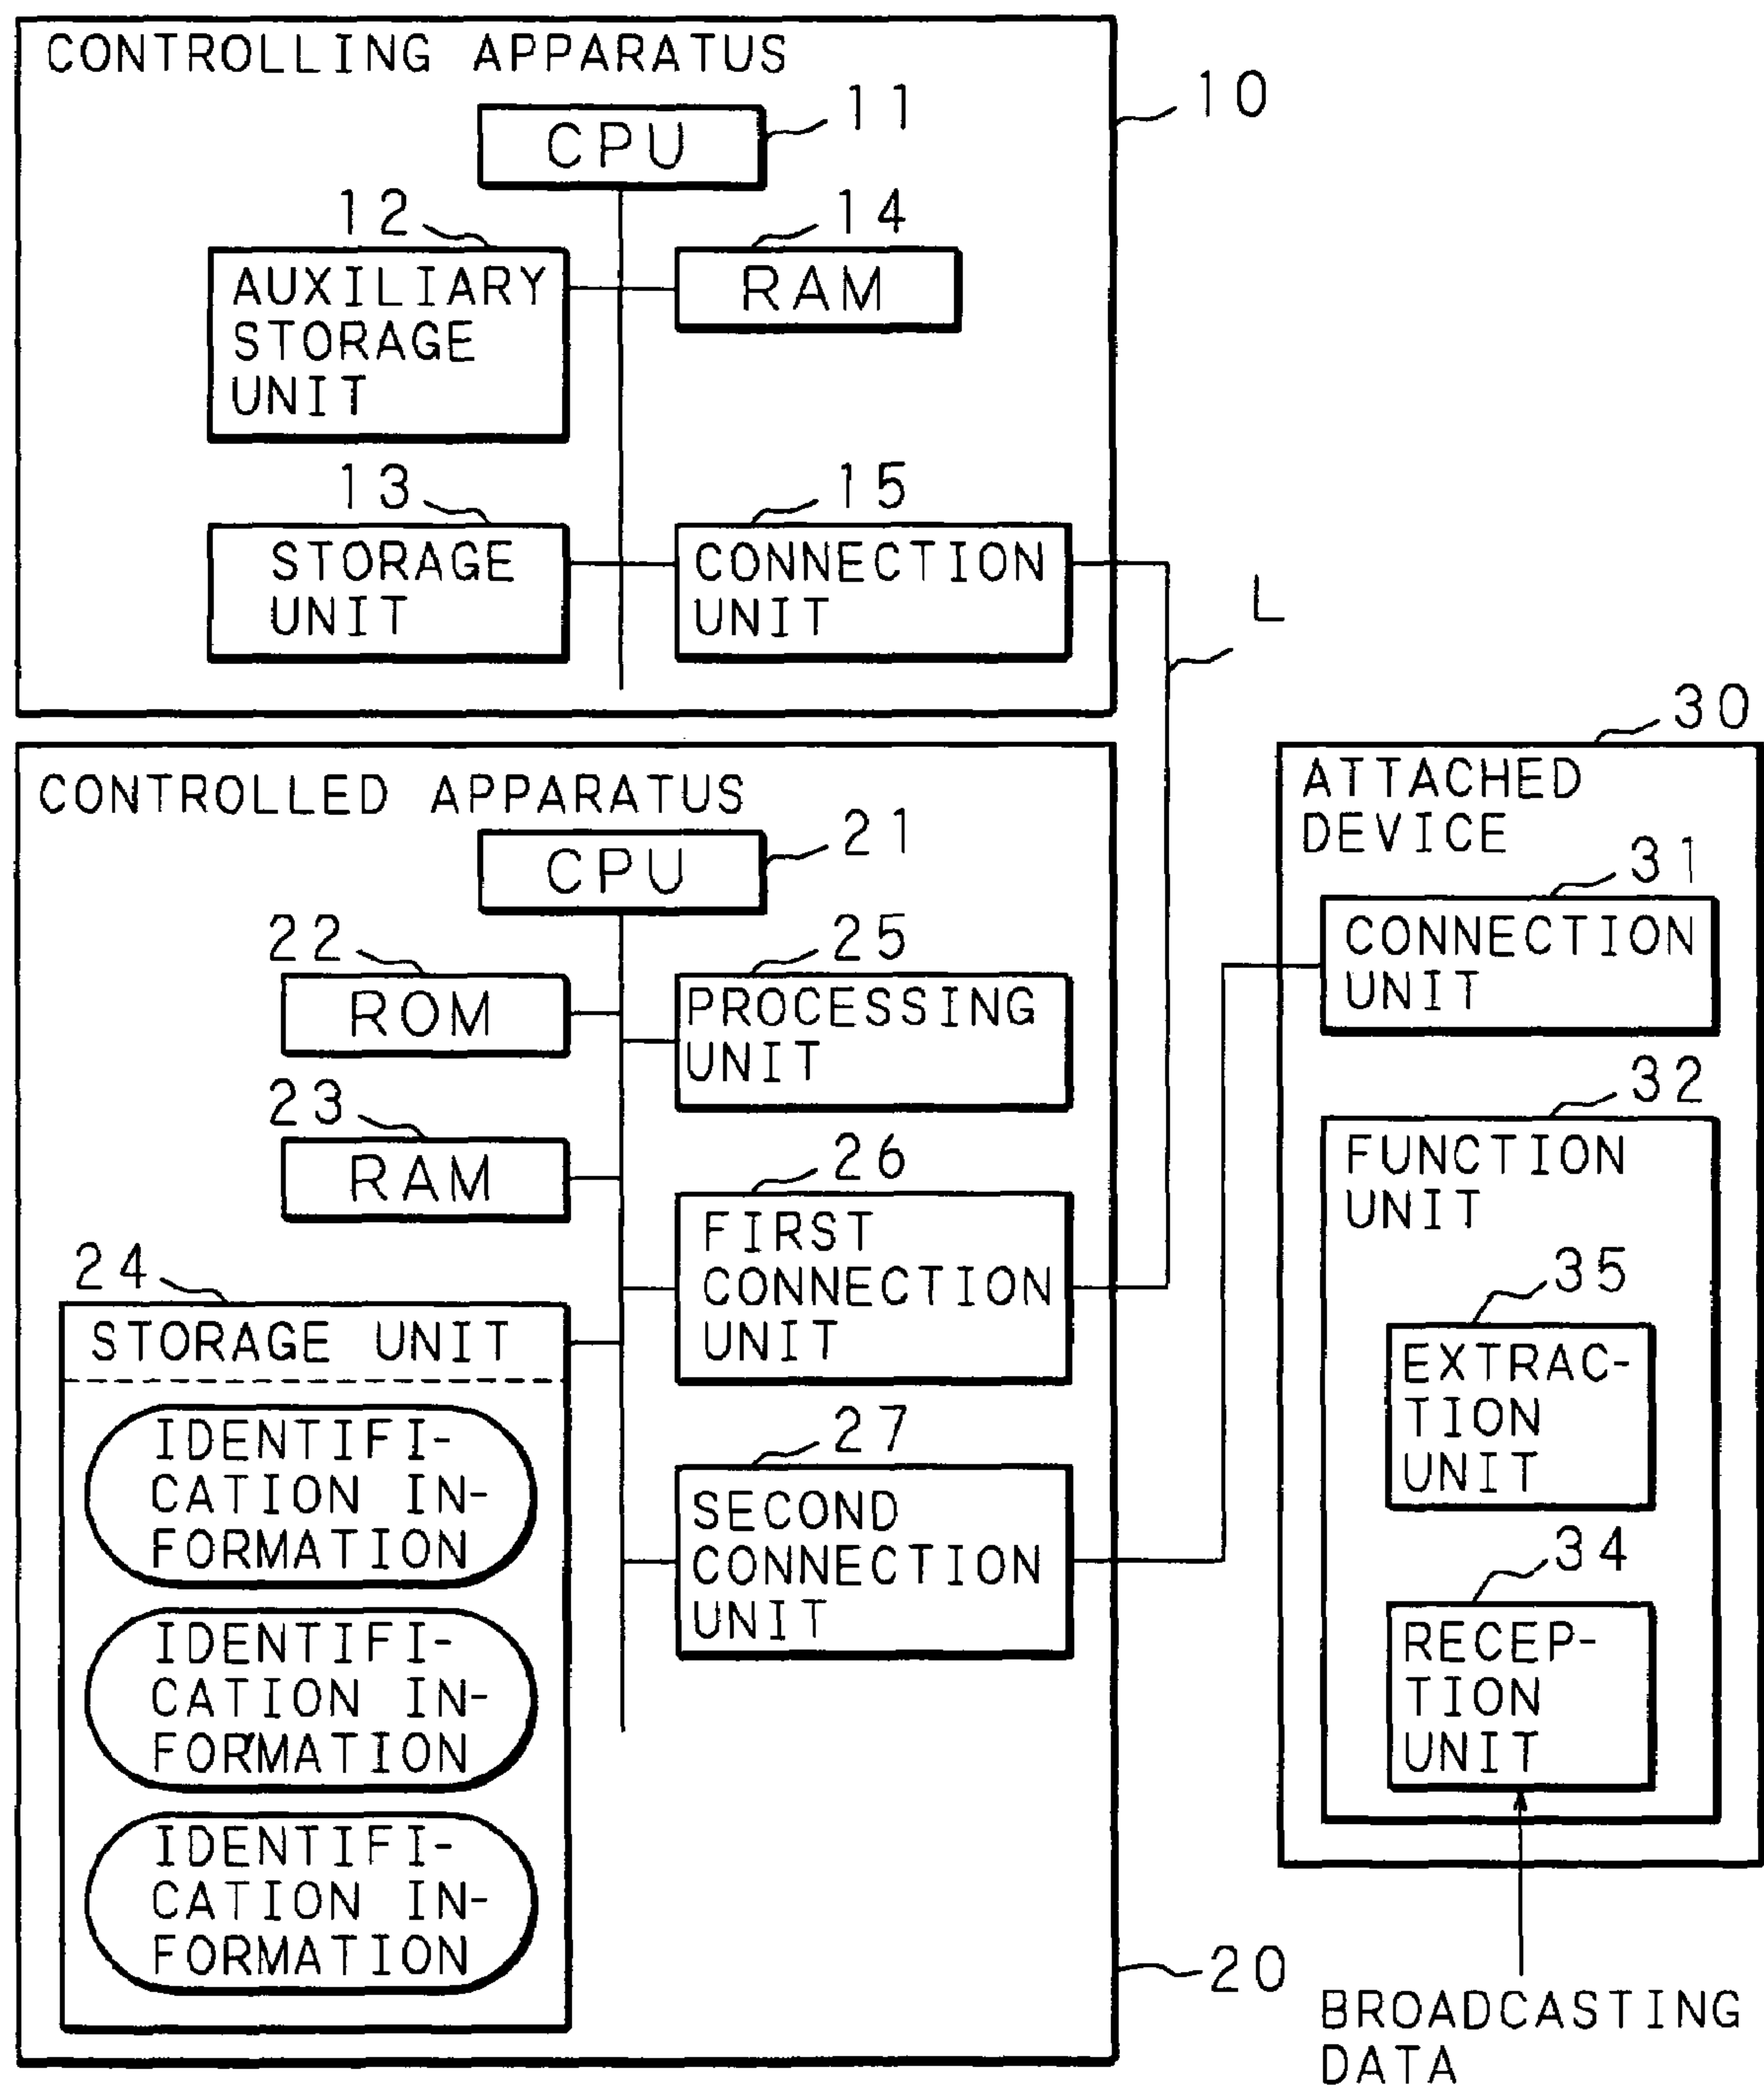 CONTROLLING APPARATUS
10
11
CPU
12
14
AUXILIARY
STORAGE
UNIT
RAM
13
15
STORAGE
UNIT
CONNECTION
UNIT
L
CONTROLLED APPARATUS
21
CPU
22
25
ROM
PROCESSING
UNIT
23
RAM
26
FIRST
CONNECTION
UNIT
24
STORAGE UNIT
IDENTIFI-
CATION IN-
FORMATION
IDENTIFI-
CATION IN-
FORMATION
IDENTIFI-
CATION IN-
FORMATION
27
SECOND
CONNECTION
UNIT
20
30
ATTACHED
DEVICE
31
CONNECTION
UNIT
32
FUNCTION
UNIT
35
EXTRAC-
TION
UNIT
34
RECEP-
TION
UNIT
BROADCASTING
DATA